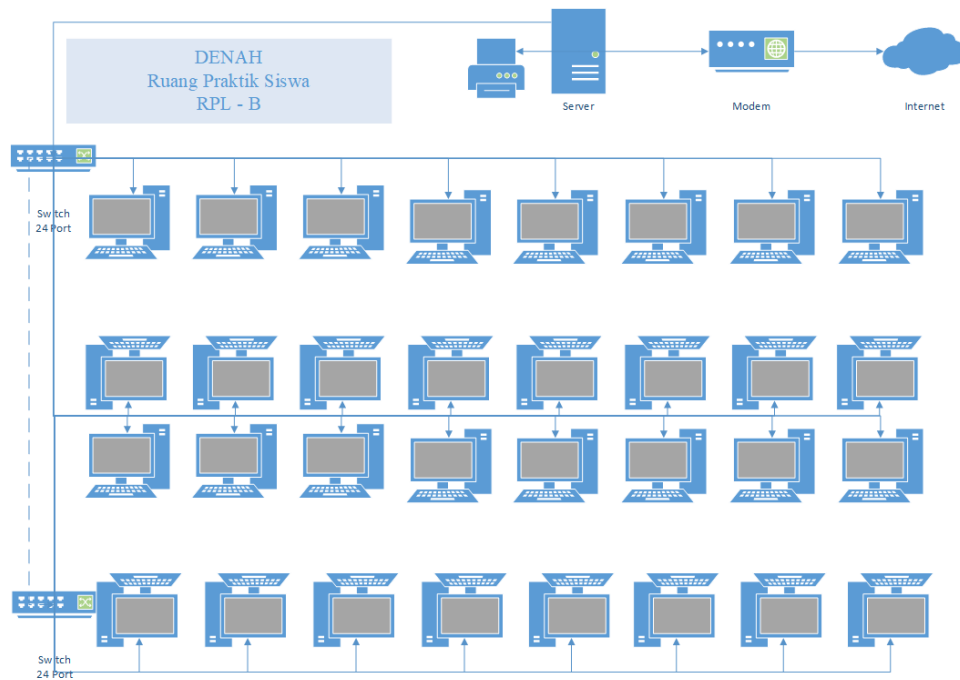 DENAH
Ruang Praktik Siswa
RPL - B
Server
Modem
Internet
Switch
24 Port
Switch
24 Port